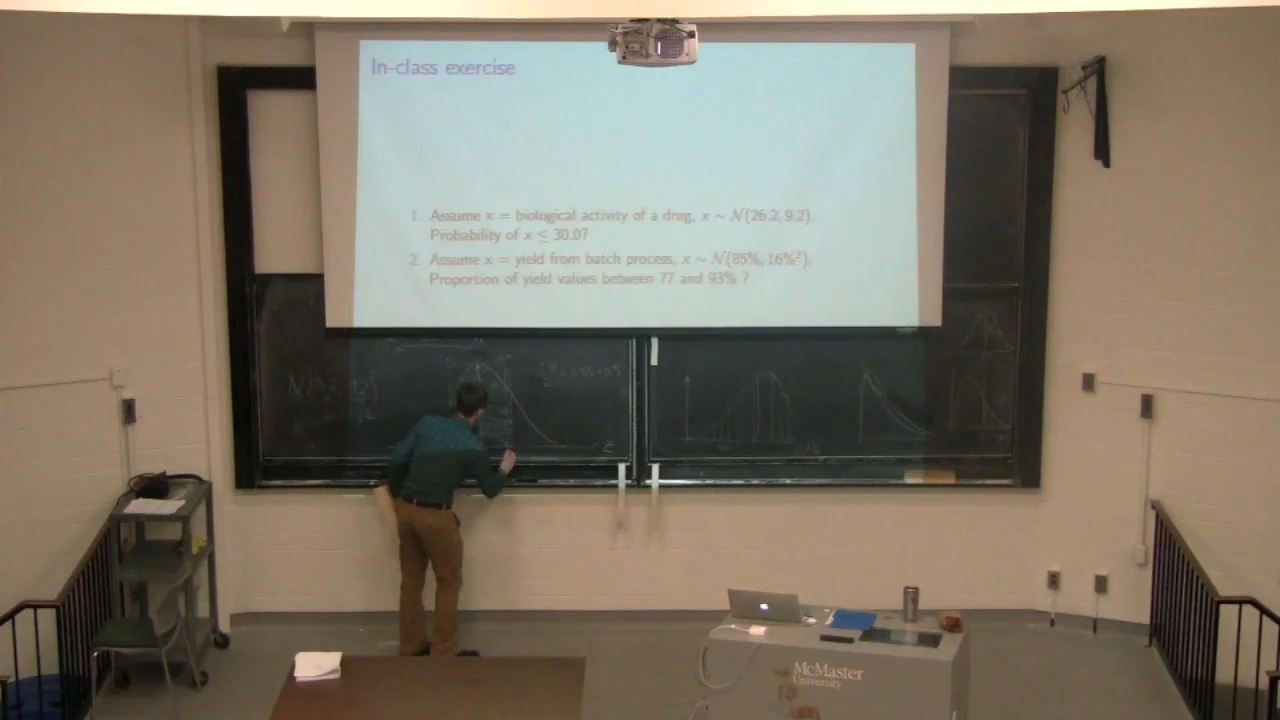 In-class exercise
1. Assume x = biological activity of a drug, x ∼ N(26.2, 9.2).
Probability of x ≤ 30.0?
2. Assume x = yield from batch process, x ∼ N(85%, 16%²).
Proportion of yield values between 77 and 93% ?
McMaster
University